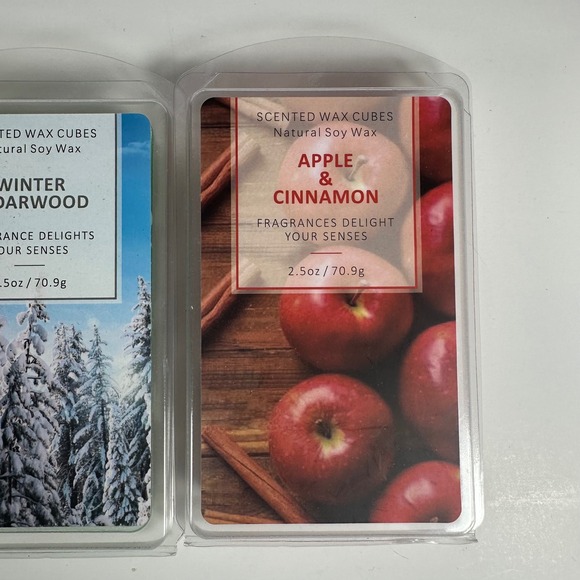 TED WAX CUBES
tural Soy Wax
WINTER
DARWOOD
RANCE DELIGHTS
OUR SENSES
.5oz / 70.9g
SCENTED WAX CUBES
Natural Soy Wax
APPLE
&
CINNAMON
FRAGRANCES DELIGHT
YOUR SENSES
2.5oz / 70.9g